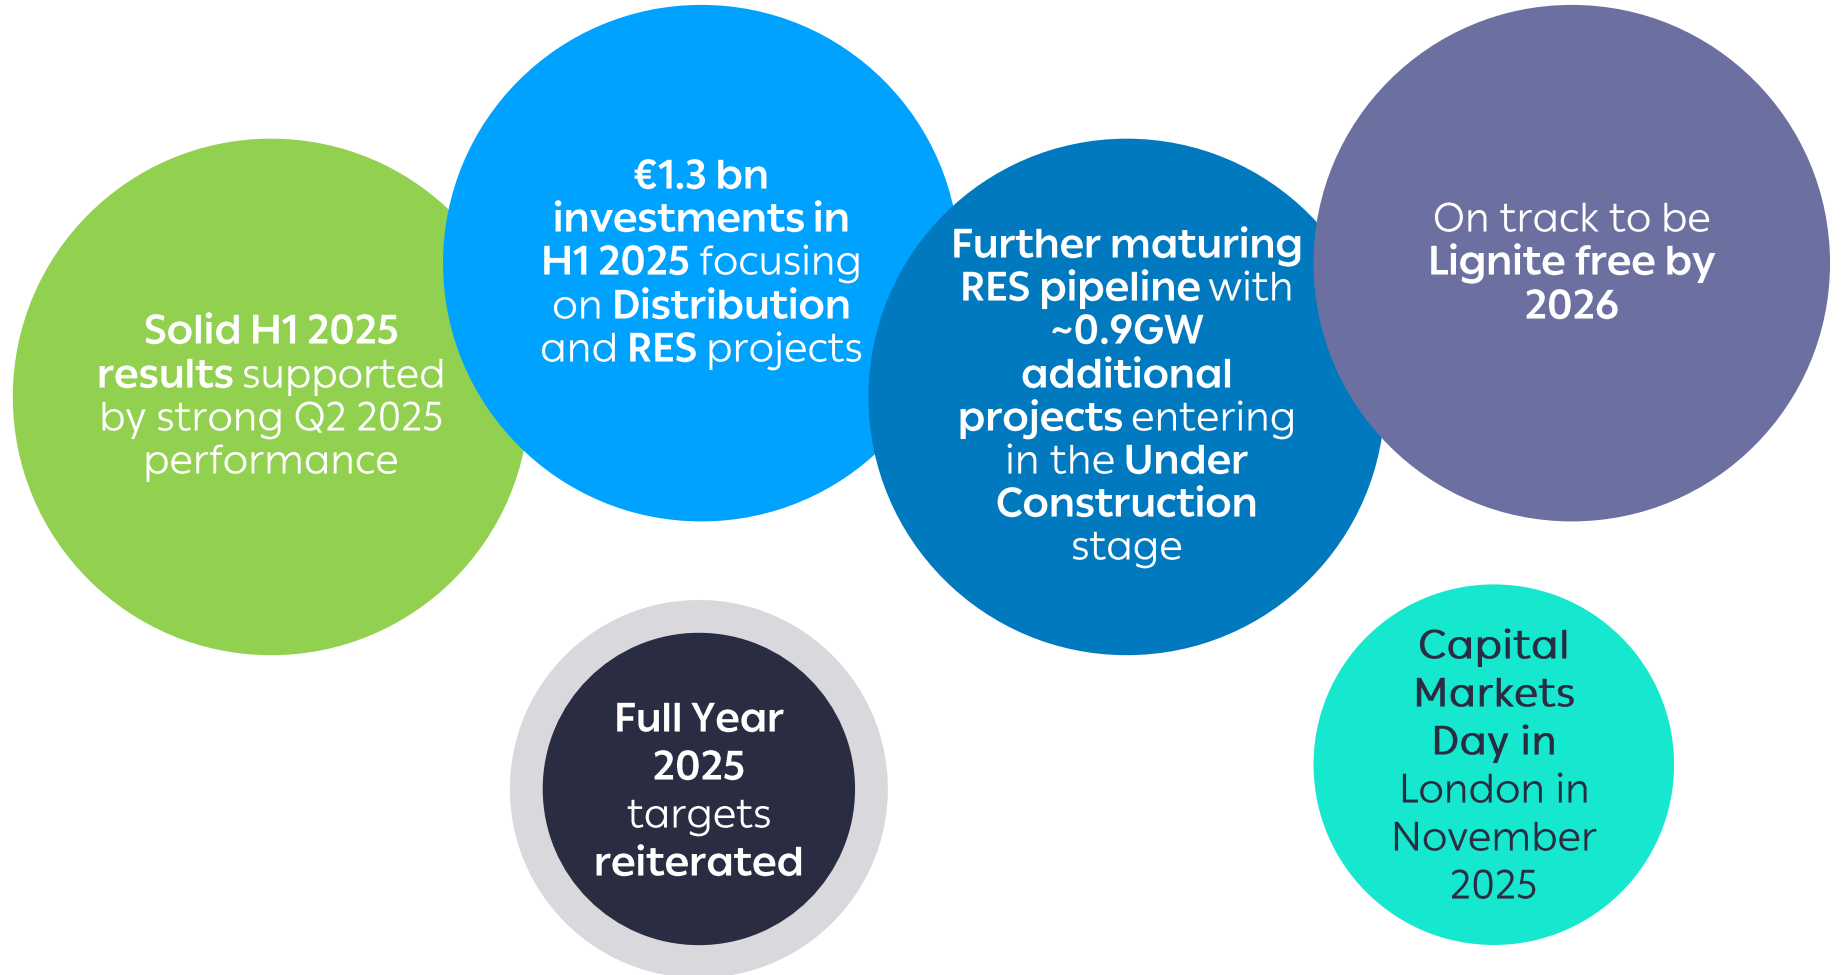 Solid H1 2025
results supported
by strong Q2 2025
performance
€1.3 bn
investments in
H1 2025 focusing
on Distribution
and RES projects
Further maturing
RES pipeline with
~0.9GW
additional
projects entering
in the Under
Construction
stage
On track to be
Lignite free by
2026
Full Year
2025
targets
reiterated
Capital
Markets
Day in
London in
November
2025